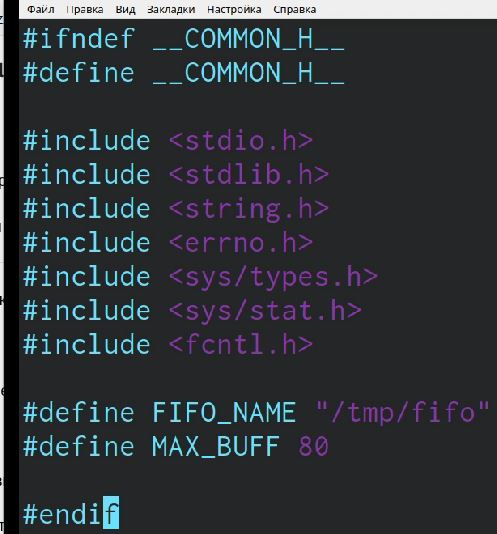 Файл Правка Вид Закладки Настройка Справка
#ifndef __COMMON_H__
#define __COMMON_H__
#include <stdio.h>
#include <stdlib.h>
#include <string.h>
#include <errno.h>
#include <sys/types.h>
#include <sys/stat.h>
#include <fcntl.h>
#define FIFO_NAME "/tmp/fifo"
#define MAX_BUFF 80
#endif